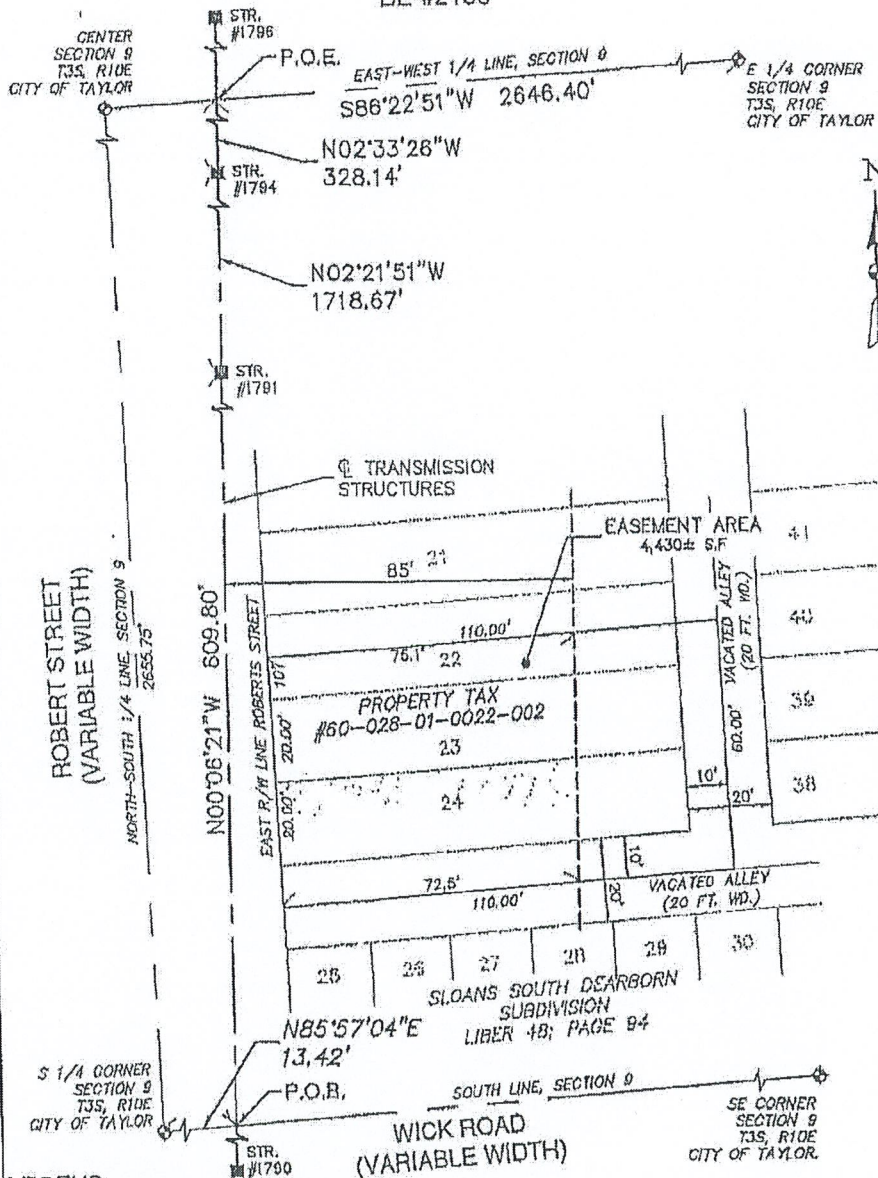 STR.
#1796
CENTER
SECTION 9
T3S, R10E
CITY OF TAYLOR
P.O.E.
EAST-WEST 1/4 LINE, SECTION 9
S86°22'51"W 2646.40'
E 1/4 CORNER
SECTION 9
T3S, R10E
CITY OF TAYLOR
N
N02°33'26"W
328.14'
STR.
#1794
N02°21'51"W
1718.67'
STR.
#1791
℄ TRANSMISSION
STRUCTURES
EASEMENT AREA
4,430± S.F
ROBERT STREET
(VARIABLE WIDTH)
NORTH-SOUTH 1/4 LINE, SECTION 9
2655.75'
N00°06'21"W 609.80'
EAST R/W LINE ROBERTS STREET
85' 21
41
110.00'
75.1' 22
40
VACATED ALLEY
(20 FT. WD.)
60.00'
PROPERTY TAX
#60-028-01-0022-002
20.00'
23
39
20.00'
24
10'
20'
38
72.5'
110.00'
10'
20'
VACATED ALLEY
(20 FT. WD.)
25 26 27 28 29 30
SLOANS SOUTH DEARBORN
SUBDIVISION
LIBER 48; PAGE 94
N85°57'04"E
13.42'
S 1/4 CORNER
SECTION 9
T3S, R10E
CITY OF TAYLOR
P.O.B.
SOUTH LINE, SECTION 9
WICK ROAD
(VARIABLE WIDTH)
SE CORNER
SECTION 9
T3S, R10E
CITY OF TAYLOR.
STR.
#1790